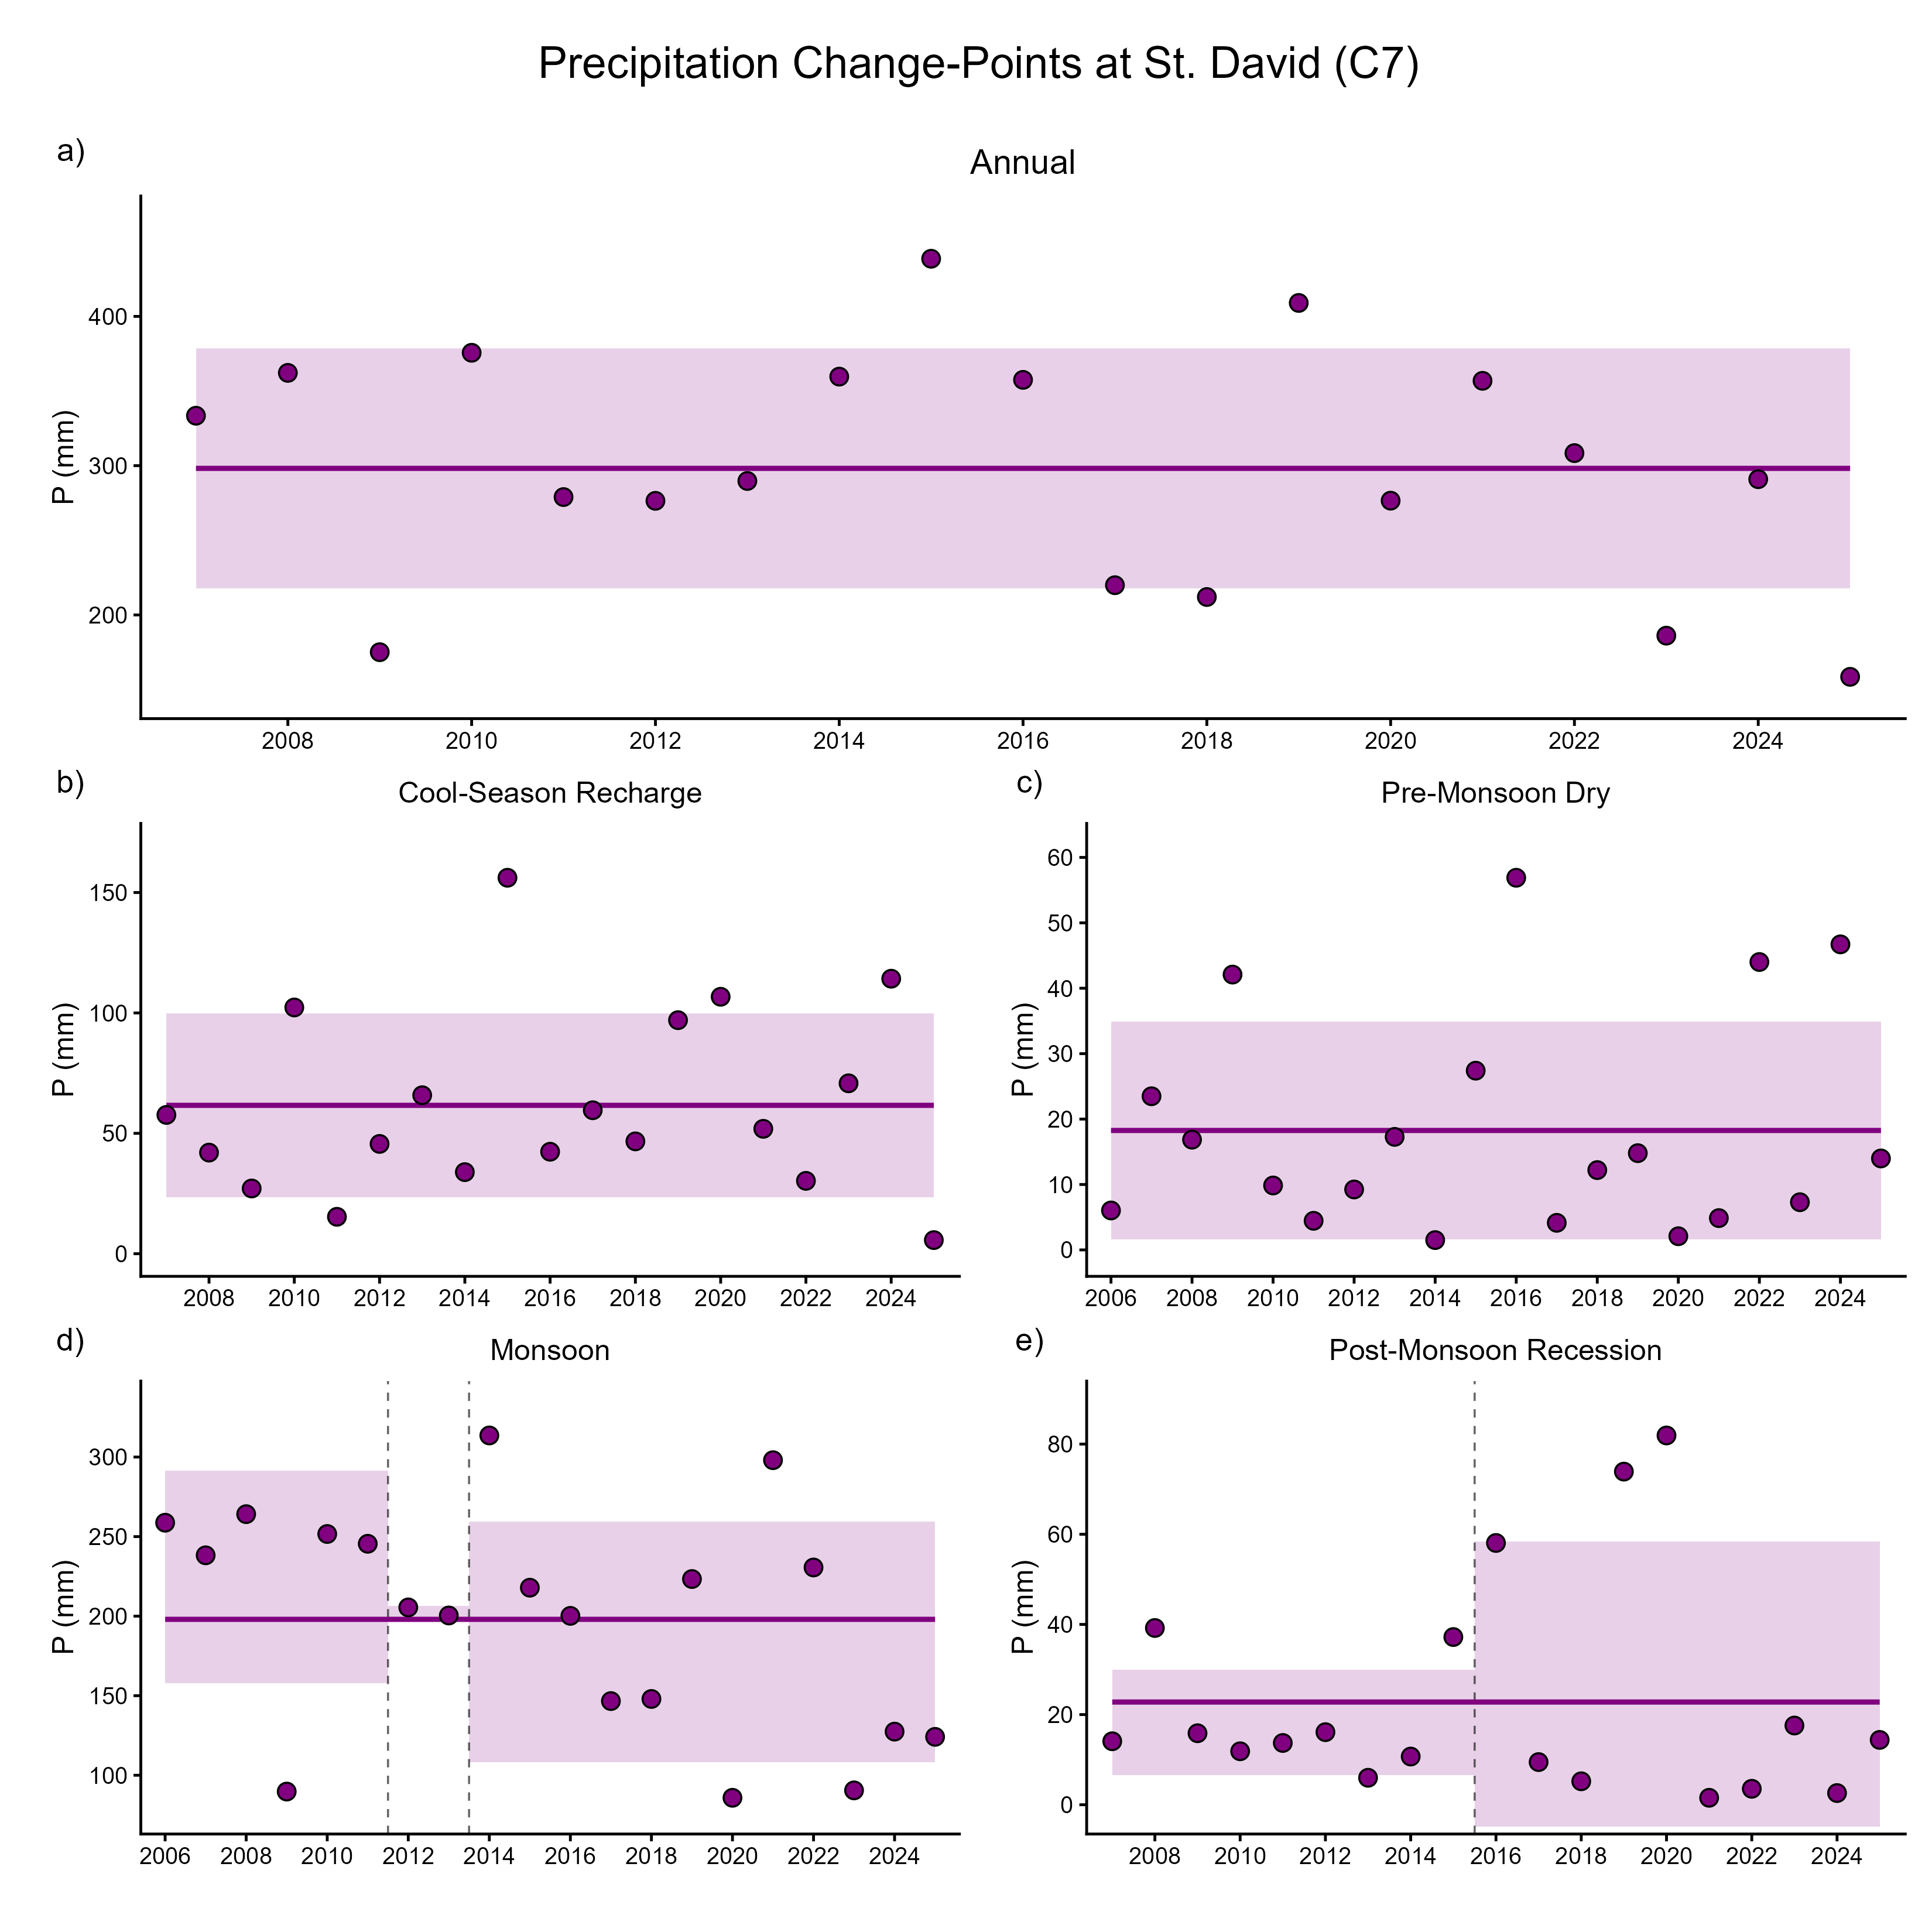 Precipitation Change-Points at St. David (C7)
a)
Annual
P (mm)
400
300
200
2008 2010 2012 2014 2016 2018 2020 2022 2024
b)
Cool-Season Recharge
P (mm)
150
100
50
0
2008 2010 2012 2014 2016 2018 2020 2022 2024
c)
Pre-Monsoon Dry
P (mm)
60
50
40
30
20
10
0
2006 2008 2010 2012 2014 2016 2018 2020 2022 2024
d)
Monsoon
P (mm)
300
250
200
150
100
2006 2008 2010 2012 2014 2016 2018 2020 2022 2024
e)
Post-Monsoon Recession
P (mm)
80
60
40
20
0
2008 2010 2012 2014 2016 2018 2020 2022 2024